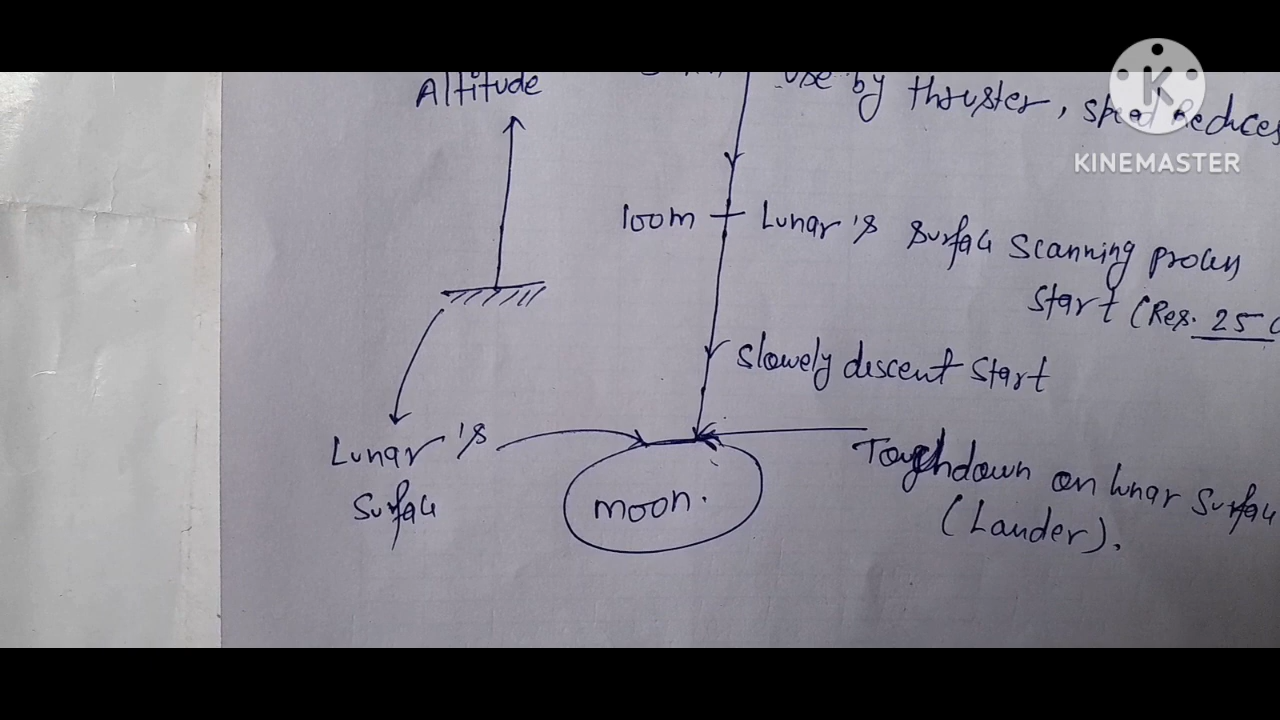 Altitude
use by thruster, speed Reduces
K
KINEMASTER
100m
Lunar's surface scanning process
start (Res. 25
slowely descent start
Lunar's
surface
moon.
Touchdown on lunar surface
(Lander).